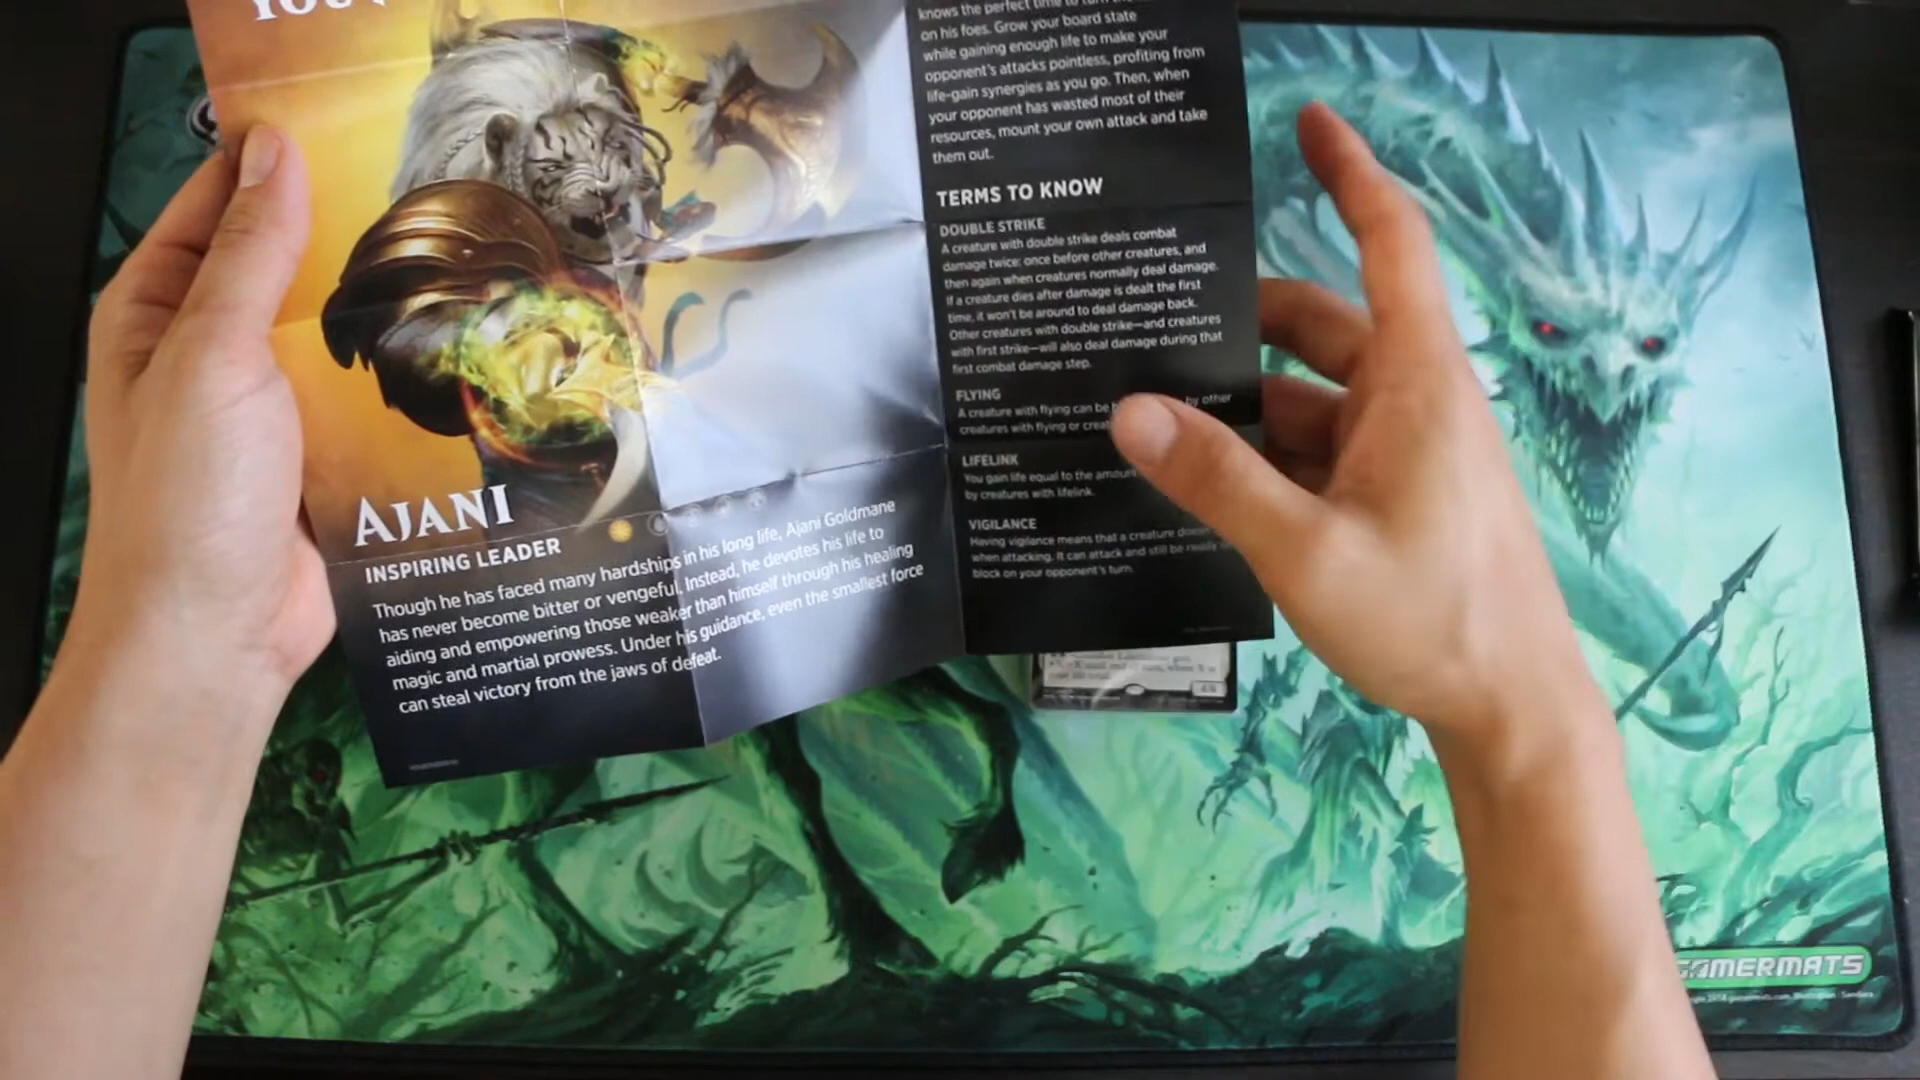 YOU
AJANI
INSPIRING LEADER
Though he has faced many hardships in his long life, Ajani Goldmane
has never become bitter or vengeful. Instead, he devotes his life to
aiding and empowering those weaker than himself through his healing
magic and martial prowess. Under his guidance, even the smallest force
can steal victory from the jaws of defeat.
knows the perfect time to
on his foes. Grow your board state
while gaining enough life to make your
opponent's attacks pointless, profiting from
life-gain synergies as you go. Then, when
your opponent has wasted most of their
resources, mount your own attack and take
them out.
TERMS TO KNOW
DOUBLE STRIKE
A creature with double strike deals combat
damage twice: once before other creatures, and
then again when creatures normally deal damage.
If a creature dies after damage is dealt the first
time, it won't be around to deal damage back.
Other creatures with double strike—and creatures
with first strike—will also deal damage during that
first combat damage step.
FLYING
A creature with flying can be by other
creatures with flying or
LIFELINK
You gain life equal to the amount
by creatures with lifelink.
VIGILANCE
Having vigilance means that a creature
when attacking. It can attack and still be ready
block on your opponent's turn.
GAMERMATS